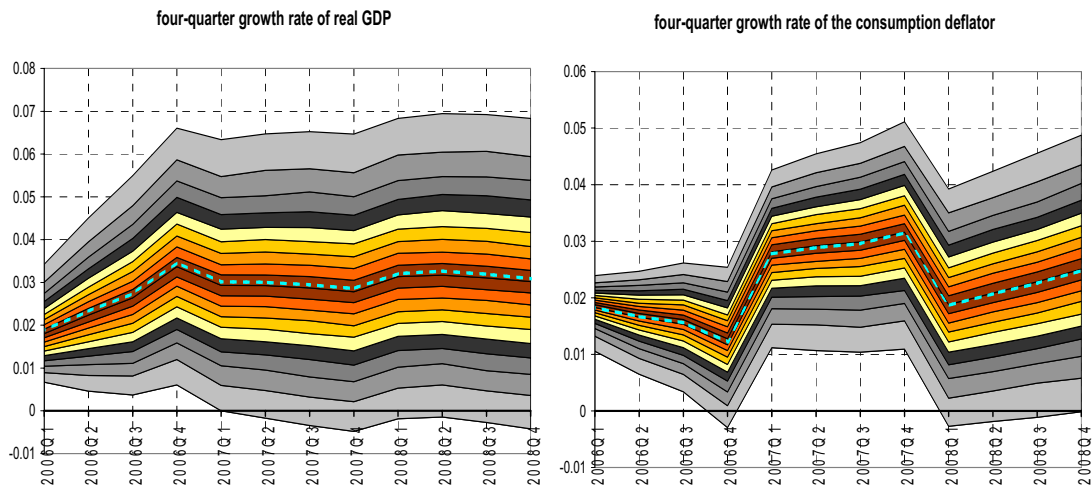 four-quarter growth rate of real GDP
0.08
0.07
0.06
0.05
0.04
0.03
0.02
0.01
0
-0.01
2006Q1
2006Q2
2006Q3
2006Q4
2007Q1
2007Q2
2007Q3
2007Q4
2008Q1
2008Q2
2008Q3
2008Q4
four-quarter growth rate of the consumption deflator
0.06
0.05
0.04
0.03
0.02
0.01
0
-0.01
2006Q1
2006Q2
2006Q3
2006Q4
2007Q1
2007Q2
2007Q3
2007Q4
2008Q1
2008Q2
2008Q3
2008Q4